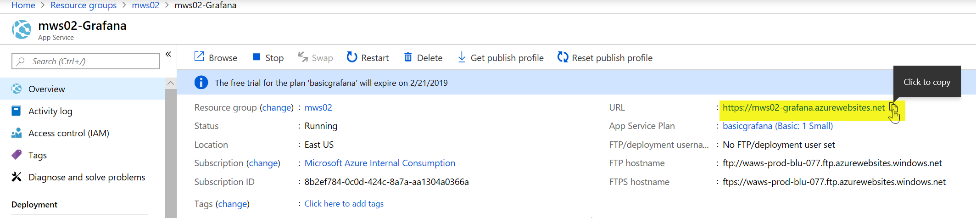 Home > Resource groups > mws02 > mws02-Grafana
mws02-Grafana
App Service
Search (Ctrl+/)
«
Overview
Activity log
Access control (IAM)
Tags
Diagnose and solve problems
Deployment
Browse Stop Swap Restart Delete Get publish profile Reset publish profile
The free trial for the plan 'basicgrafana' will expire on 2/21/2019
Click to copy
Resource group (change) : mws02
Status : Running
Location : East US
Subscription (change) : Microsoft Azure Internal Consumption
Subscription ID : 8b2ef784-0c0d-424c-8a7a-aa1304a0366a
Tags (change) : Click here to add tags
URL : https://mws02-grafana.azurewebsites.net
App Service Plan : basicgrafana (Basic: 1 Small)
FTP/deployment userna... : No FTP/deployment user set
FTP hostname : ftp://waws-prod-blu-077.ftp.azurewebsites.windows.net
FTPS hostname : ftps://waws-prod-blu-077.ftp.azurewebsites.windows.net